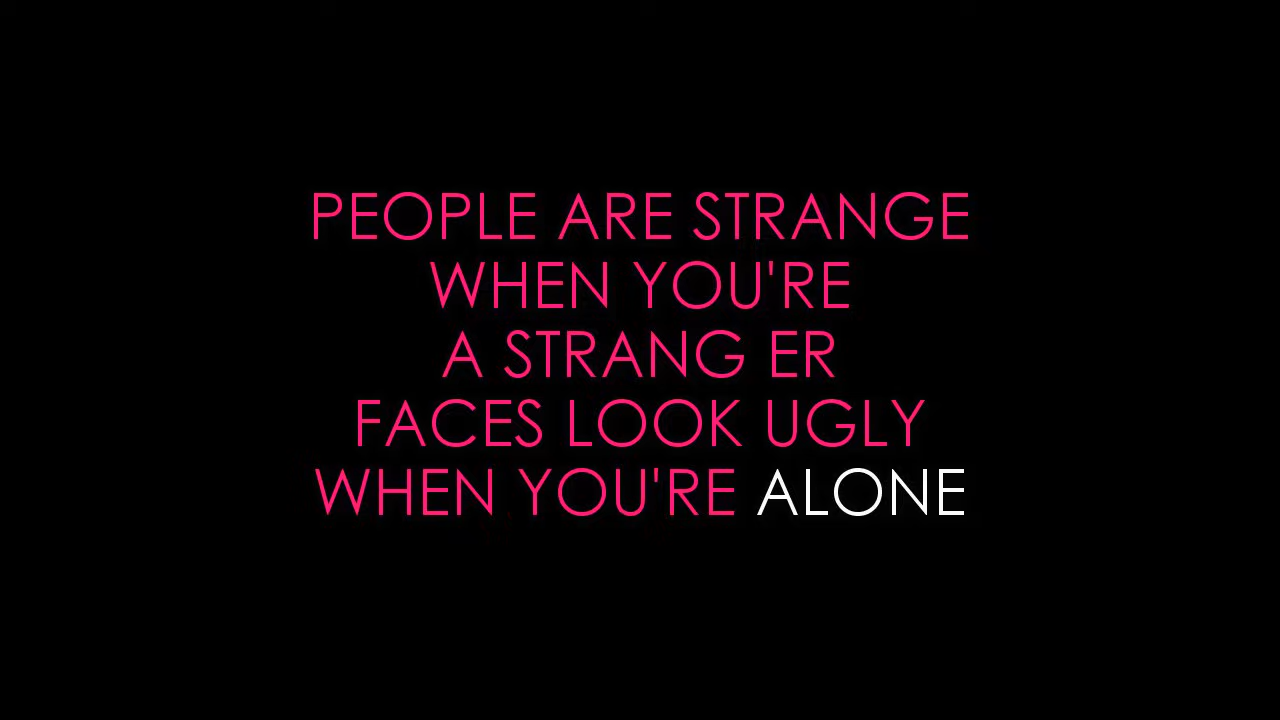 PEOPLE ARE STRANGE
WHEN YOU'RE
A STRANG ER
FACES LOOK UGLY
WHEN YOU'RE ALONE